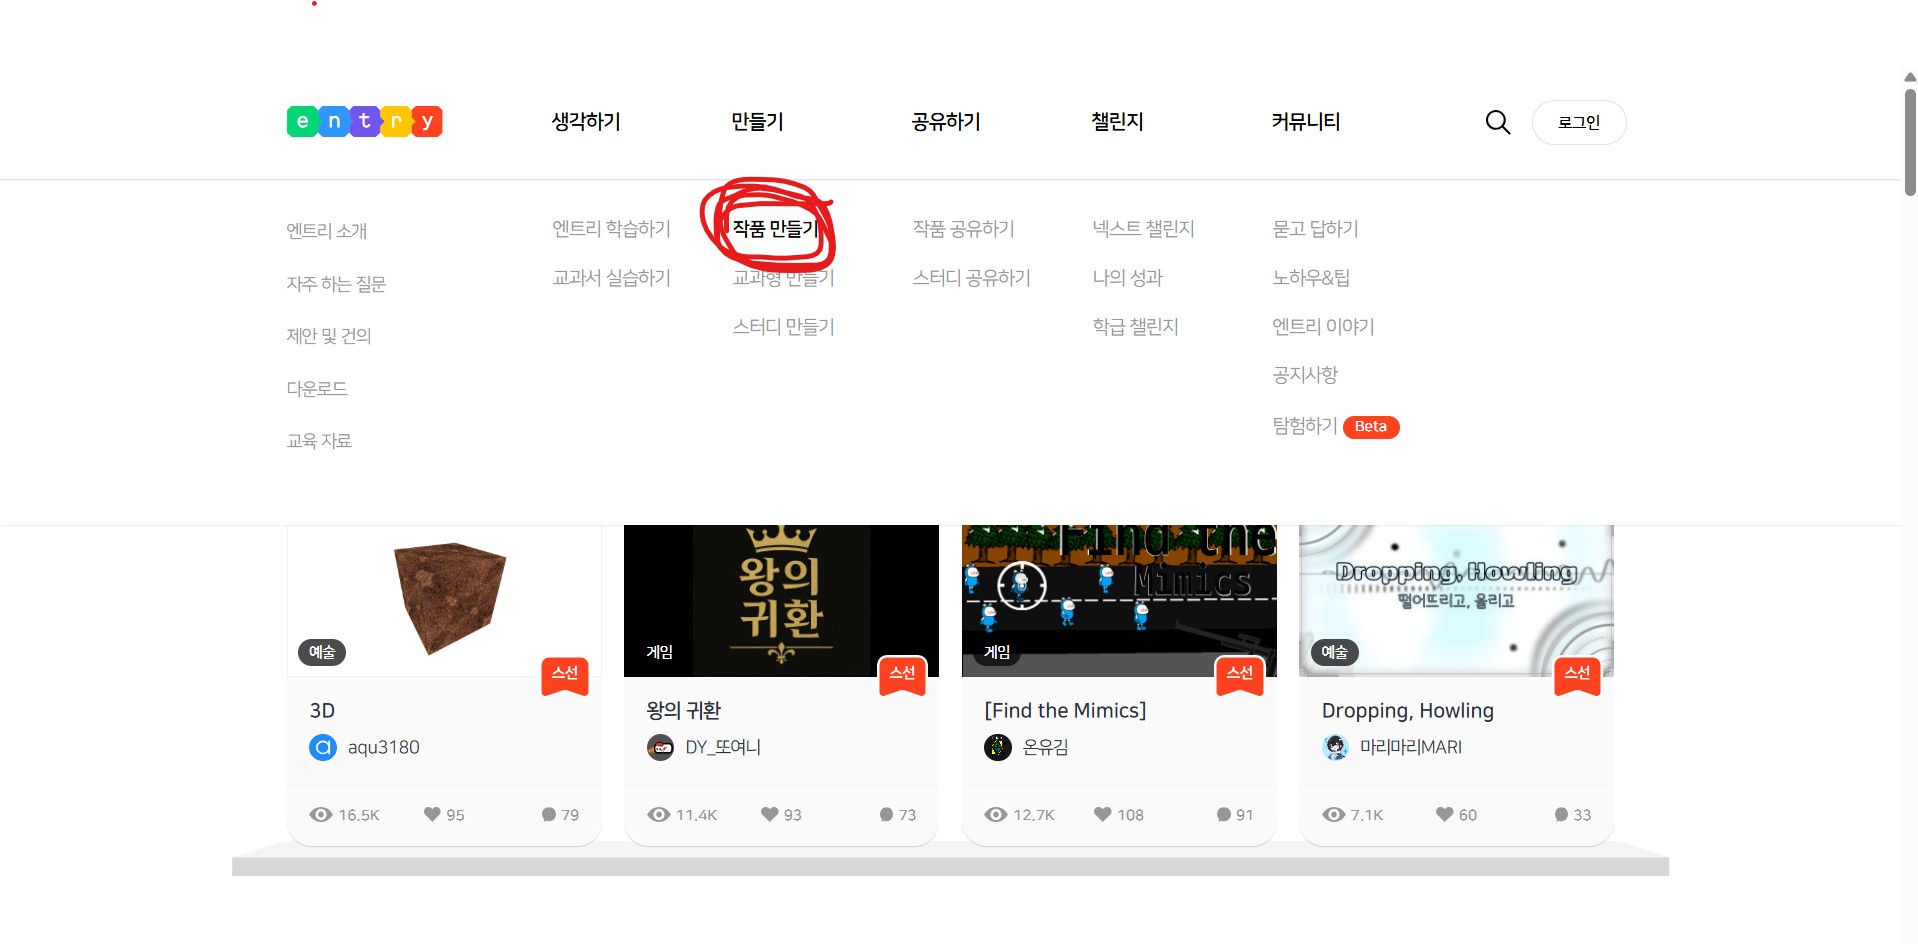 entry
생각하기
만들기
공유하기
챌린지
커뮤니티
로그인
엔트리 소개
자주 하는 질문
제안 및 건의
다운로드
교육 자료
엔트리 학습하기
교과서 실습하기
작품 만들기
교과형 만들기
스터디 만들기
작품 공유하기
스터디 공유하기
넥스트 챌린지
나의 성과
학급 챌린지
묻고 답하기
노하우&팁
엔트리 이야기
공지사항
탐험하기 Beta
예술
스선
3D
aqu3180
16.5K 95 79
왕의
귀환
게임
스선
왕의 귀환
DY_또여니
11.4K 93 73
Find the
Mimics
게임
스선
[Find the Mimics]
온유김
12.7K 108 91
Dropping, Howling
떨어뜨리고, 울리고
예술
스선
Dropping, Howling
마리마리MARI
7.1K 60 33